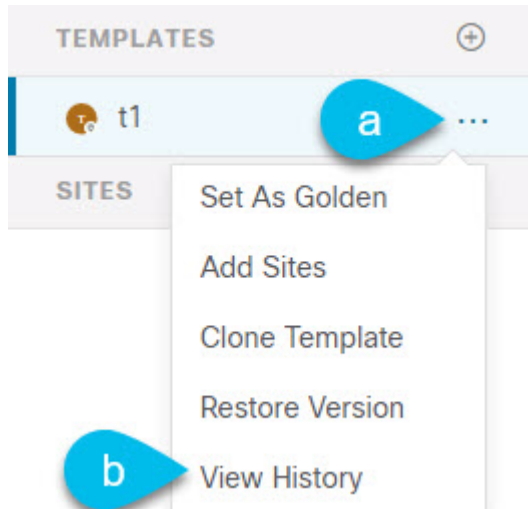 TEMPLATES
T t1 a ...
SITES
Set As Golden
Add Sites
Clone Template
Restore Version
b View History